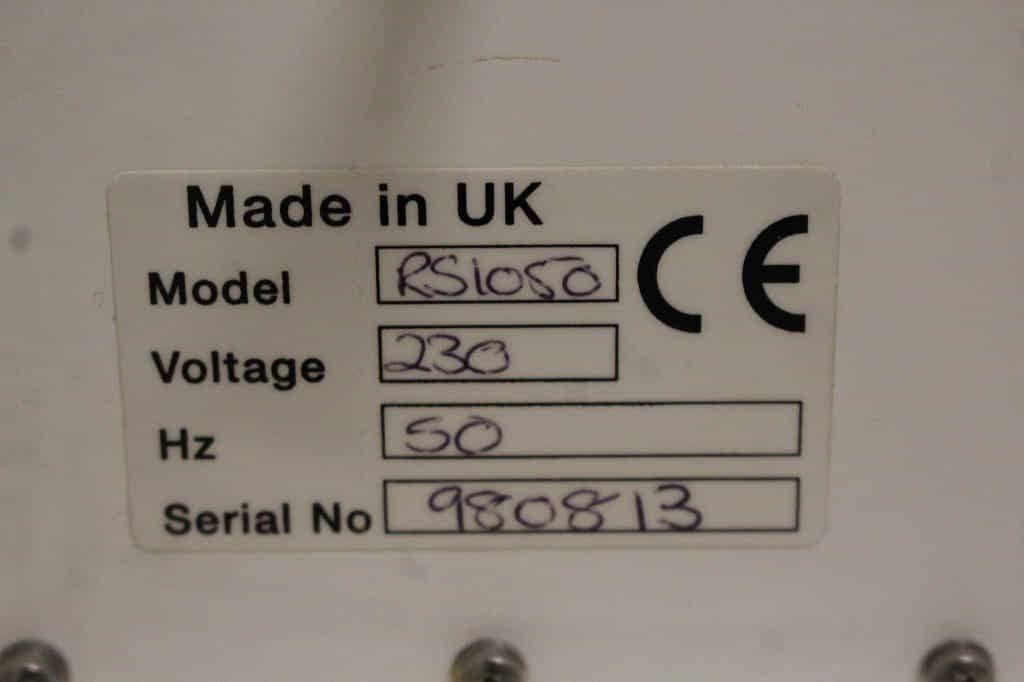 Made in UK
CE
Model RS1050
Voltage 230
Hz 50
Serial No 980813